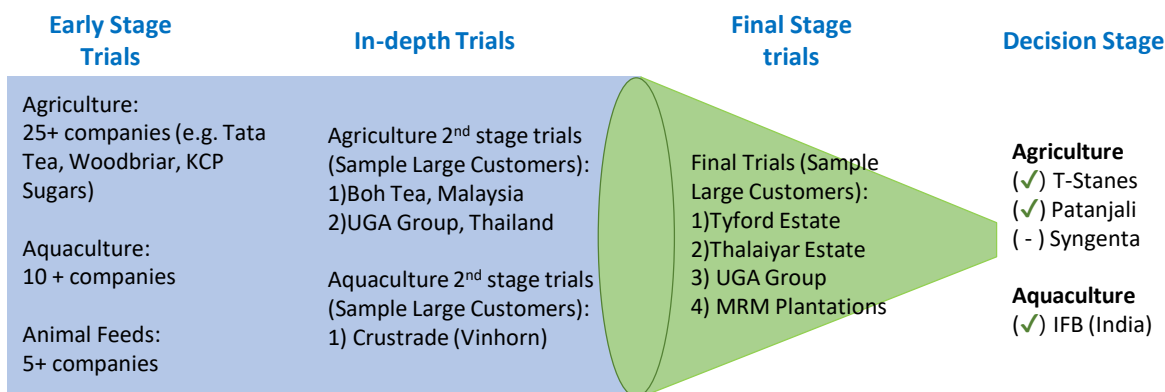 Early Stage
Trials
In-depth Trials
Final Stage
trials
Decision Stage
Agriculture:
25+ companies (e.g. Tata
Tea, Woodbriar, KCP
Sugars)
Aquaculture:
10 + companies
Animal Feeds:
5+ companies
Agriculture 2nd stage trials
(Sample Large Customers):
1)Boh Tea, Malaysia
2)UGA Group, Thailand
Aquaculture 2nd stage trials
(Sample Large Customers):
1) Crustrade (Vinhorn)
Final Trials (Sample
Large Customers):
1)Tyford Estate
2)Thalaiyar Estate
3) UGA Group
4) MRM Plantations
Agriculture
(✓) T-Stanes
(✓) Patanjali
( - ) Syngenta
Aquaculture
(✓) IFB (India)